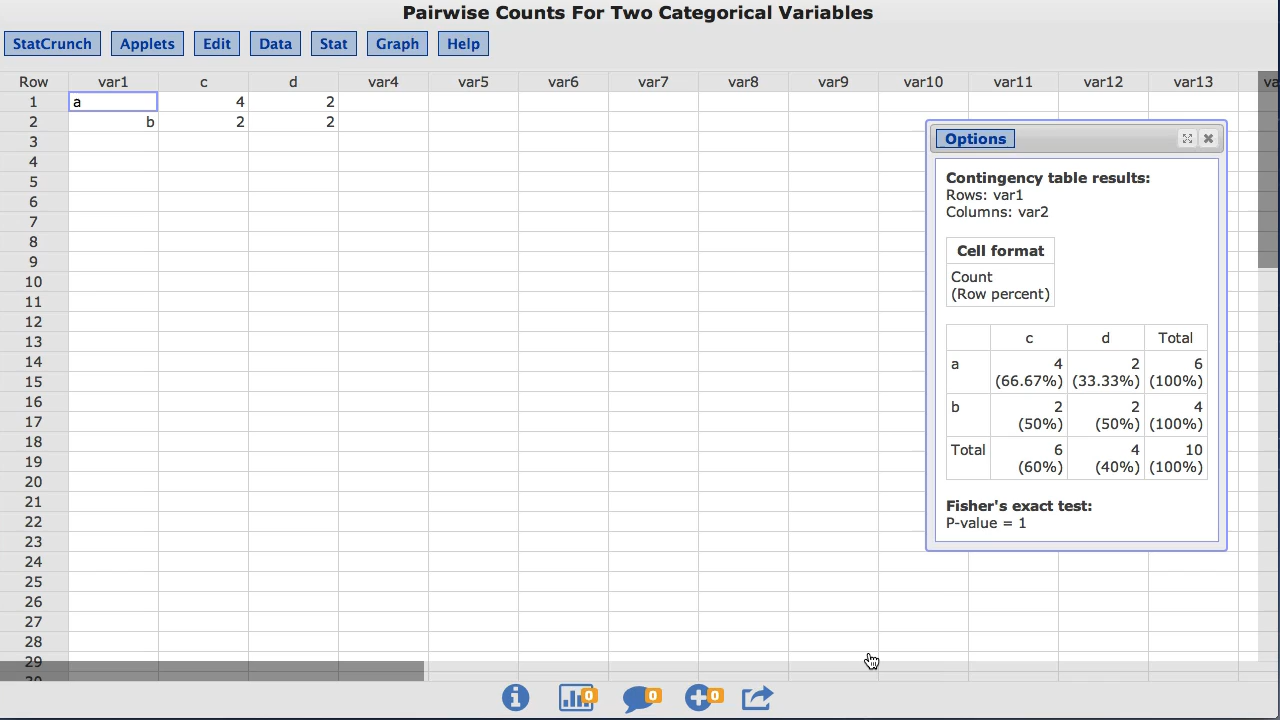 Pairwise Counts For Two Categorical Variables
StatCrunch Applets Edit Data Stat Graph Help
Row var1 c d var4 var5 var6 var7 var8 var9 var10 var11 var12 var13 va
1 a 4 2
2 b 2 2
3
4
5
6
7
8
9
10
11
12
13
14
15
16
17
18
19
20
21
22
23
24
25
26
27
28
29
Options
Contingency table results:
Rows: var1
Columns: var2
Cell format
Count
(Row percent)
c d Total
a 4 2 6
(66.67%) (33.33%) (100%)
b 2 2 4
(50%) (50%) (100%)
Total 6 4 10
(60%) (40%) (100%)
Fisher's exact test:
P-value = 1
0 0 0